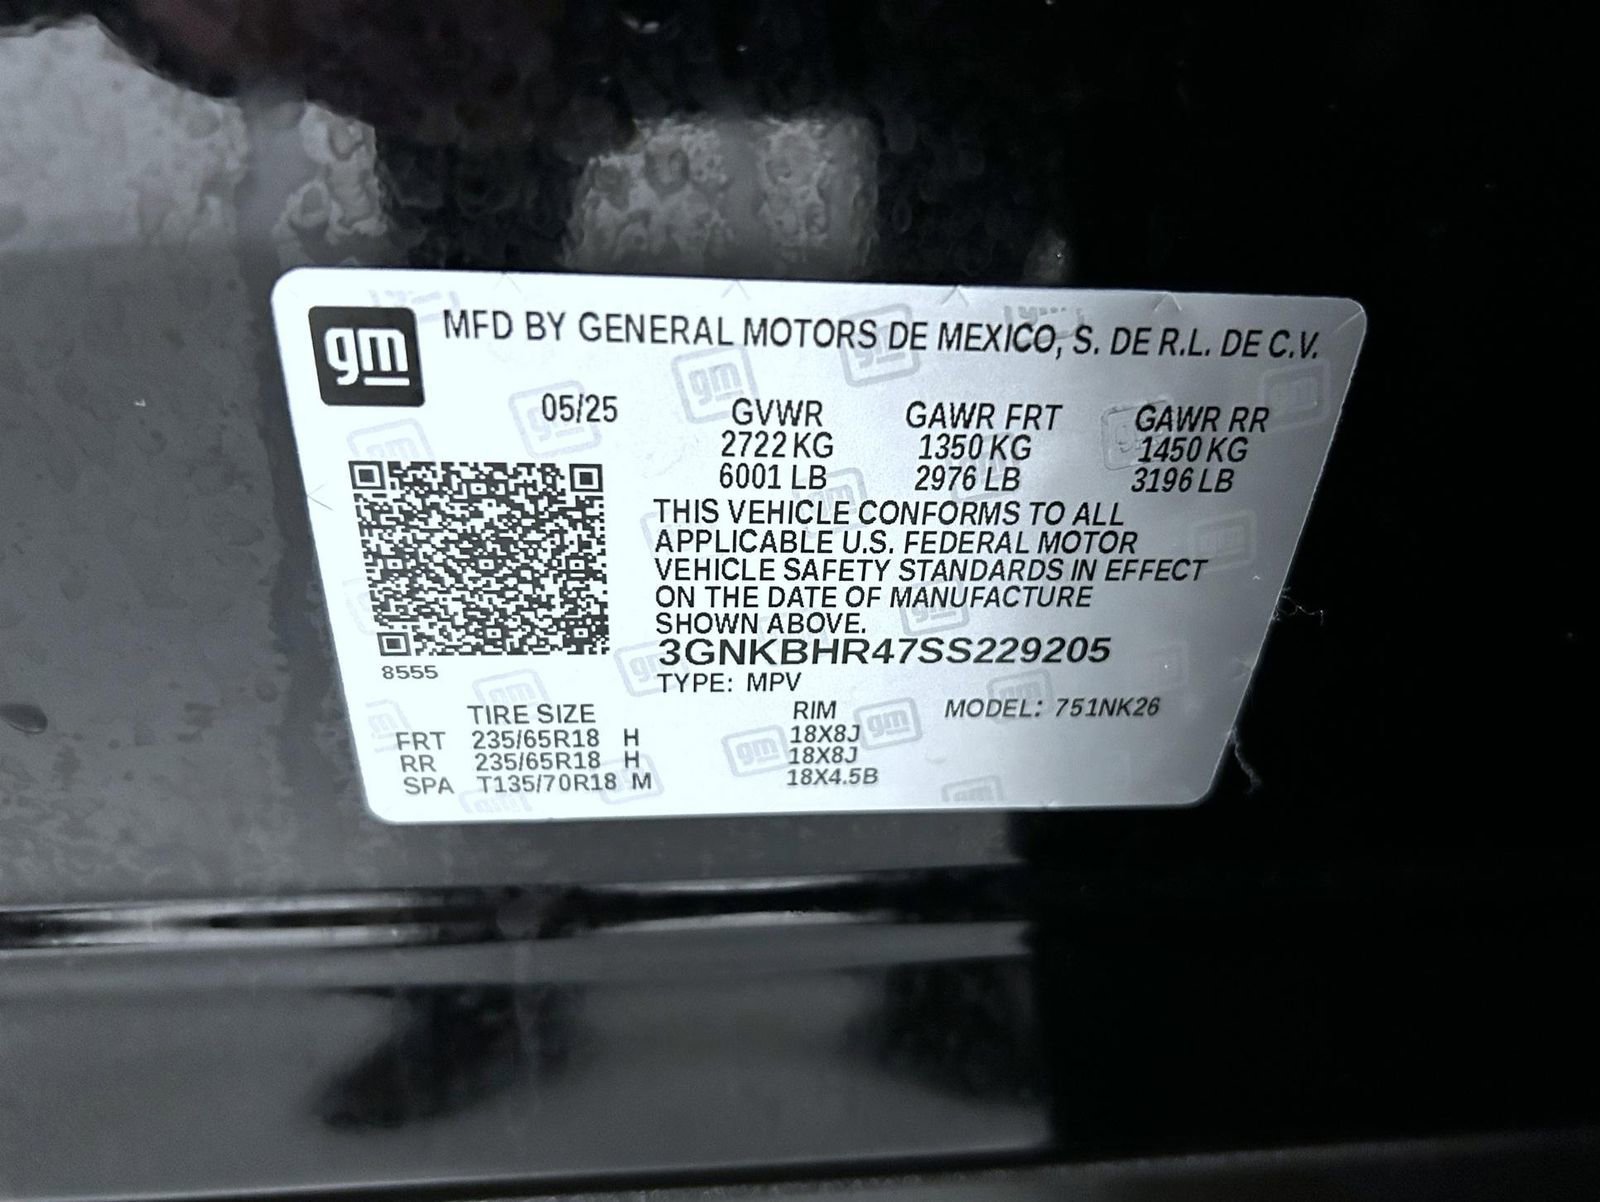 gm MFD BY GENERAL MOTORS DE MEXICO, S. DE R.L. DE C.V.
05/25 GVWR GAWR FRT GAWR RR
2722 KG 1350 KG 1450 KG
6001 LB 2976 LB 3196 LB
THIS VEHICLE CONFORMS TO ALL
APPLICABLE U.S. FEDERAL MOTOR
VEHICLE SAFETY STANDARDS IN EFFECT
ON THE DATE OF MANUFACTURE
SHOWN ABOVE.
3GNKBHR47SS229205
8555
TYPE: MPV
TIRE SIZE RIM MODEL: 751NK26
FRT 235/65R18 H 18X8J
RR 235/65R18 H 18X8J
SPA T135/70R18 M 18X4.5B